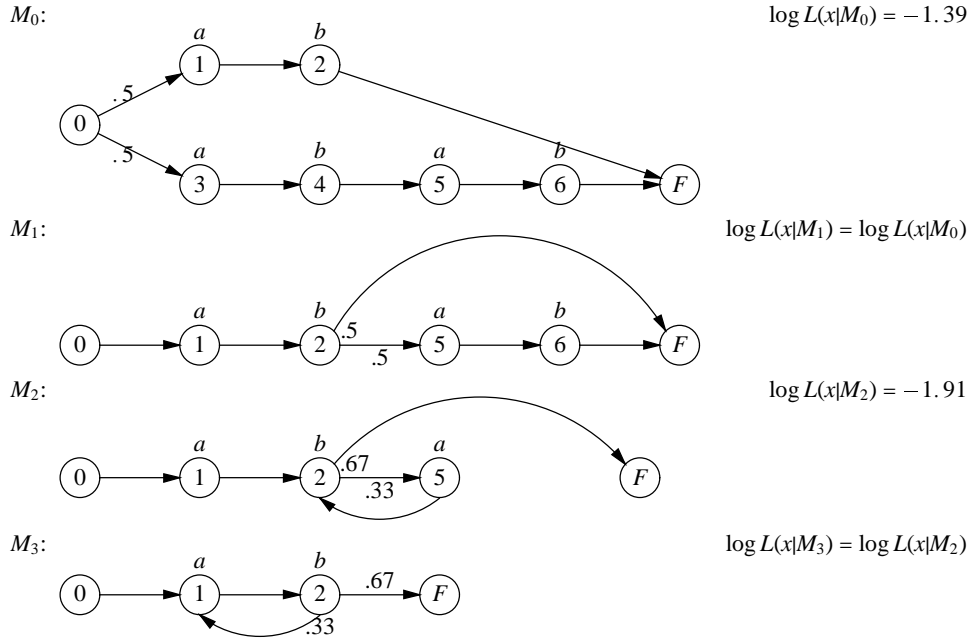 M0: log L(x|M0) = −1.39
a b
1 2
.5
0
.5
a b a b
3 4 5 6 F
M1: log L(x|M1) = log L(x|M0)
a b a b
0 1 2 .5 5 6 F
.5
M2: log L(x|M2) = −1.91
a b a
0 1 2 .67 5 F
.33
M3: log L(x|M3) = log L(x|M2)
a b
0 1 2 .67 F
.33